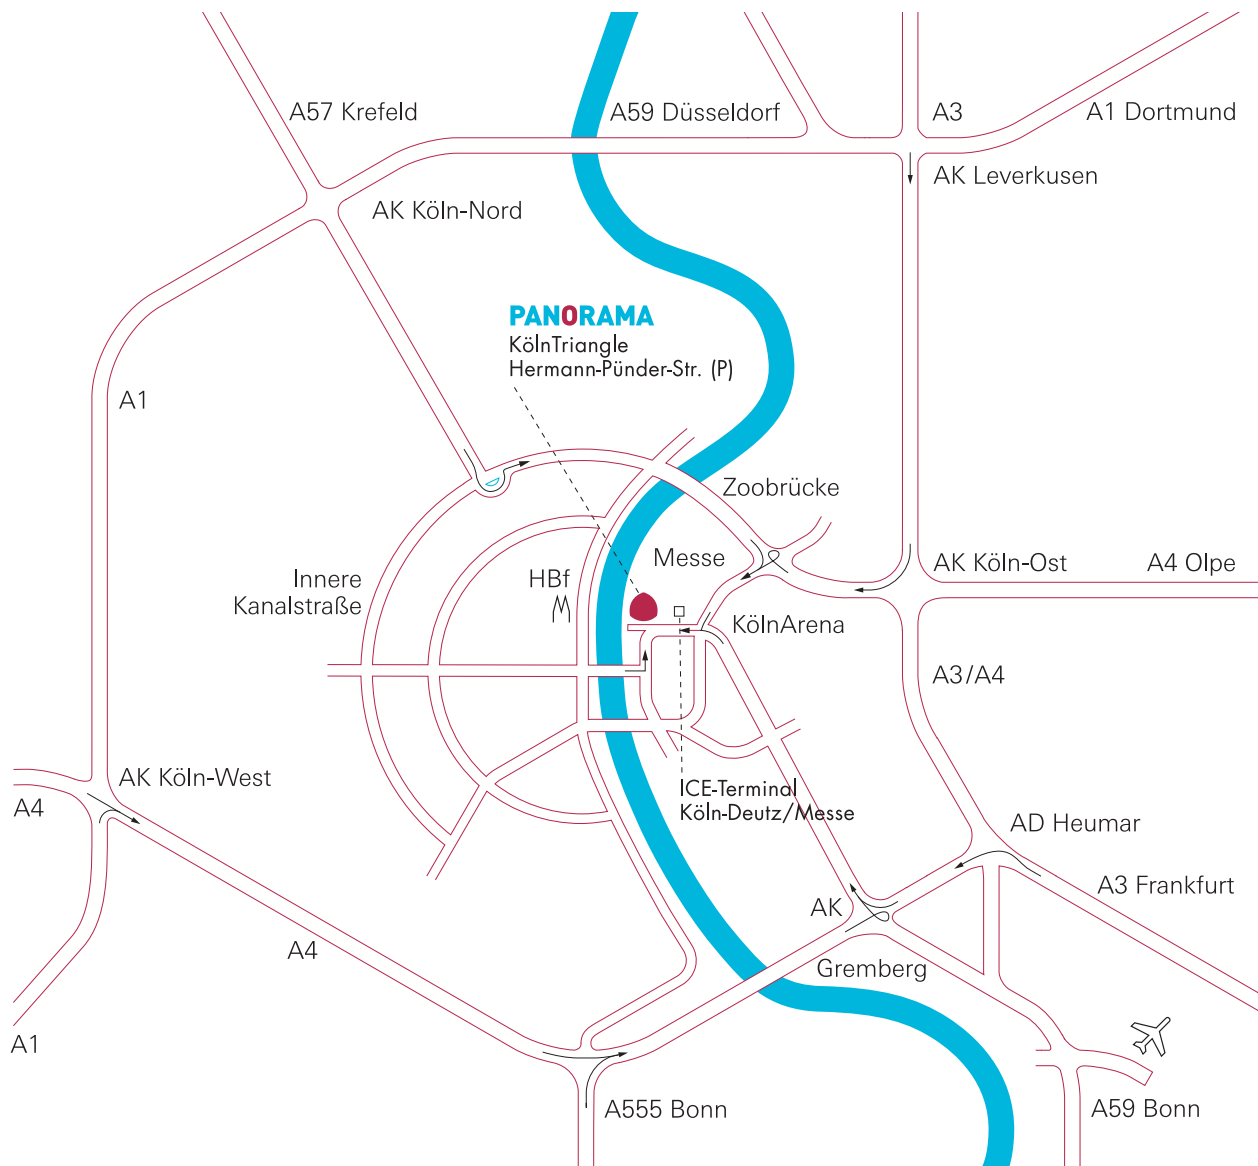 A57 Krefeld
A59 Düsseldorf
A3
A1 Dortmund
AK Leverkusen
AK Köln-Nord
PANORAMA
KölnTriangle
Hermann-Pünder-Str. (P)
A1
Zoobrücke
Messe
AK Köln-Ost
A4 Olpe
Innere
Kanalstraße
HBf
KölnArena
A3/A4
AK Köln-West
A4
ICE-Terminal
Köln-Deutz/Messe
AD Heumar
A3 Frankfurt
AK
Gremberg
A4
A1
A555 Bonn
A59 Bonn